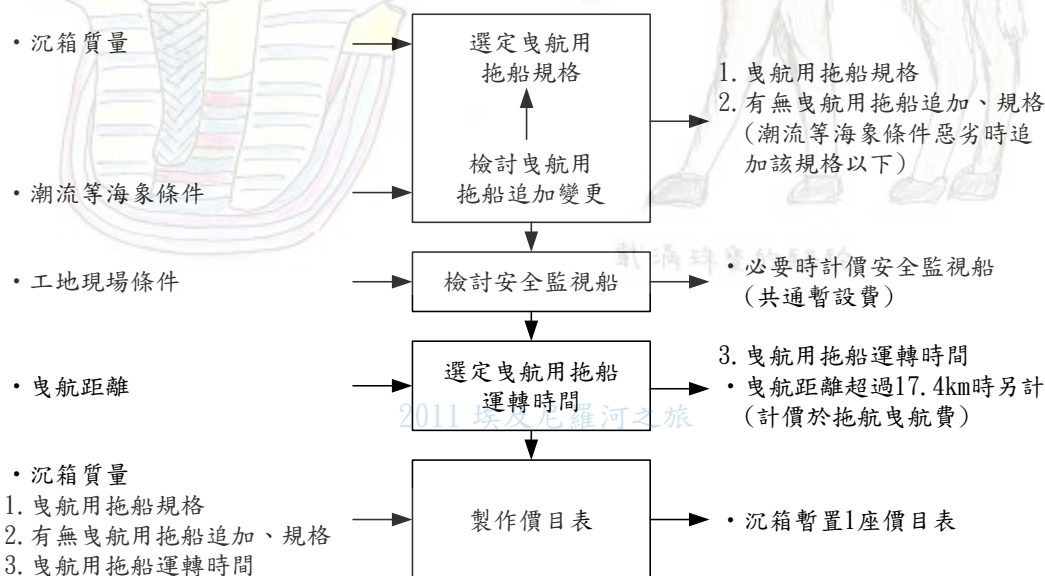 ・沉箱質量
選定曳航用
拖船規格
檢討曳航用
拖船追加變更
・潮流等海象條件
1.曳航用拖船規格
2.有無曳航用拖船追加、規格
(潮流等海象條件惡劣時追
加該規格以下)
・工地現場條件
檢討安全監視船
・必要時計價安全監視船
(共通暫設費)
・曳航距離
選定曳航用拖船
運轉時間
3.曳航用拖船運轉時間
・曳航距離超過17.4km時另計
(計價於拖航曳航費)
2011 埃及尼羅河之旅
・沉箱質量
1.曳航用拖船規格
2.有無曳航用拖船追加、規格
3.曳航用拖船運轉時間
製作價目表
・沉箱暫置1座價目表